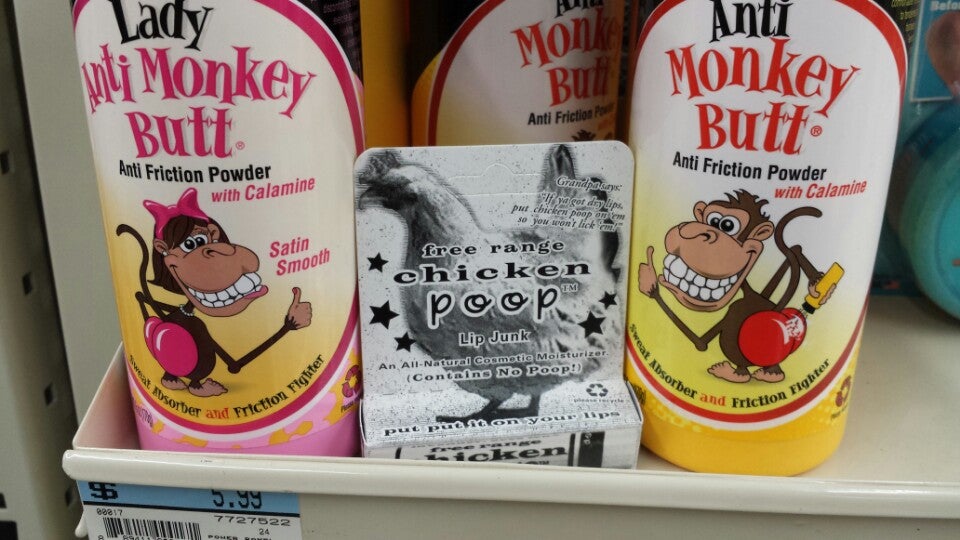 Lady
Anti Monkey
Butt®
Anti Friction Powder
with Calamine
Satin
Smooth
Sweat Absorber and Friction Fighter
Anti
Monkey
Butt
Anti Friction
Grandpa says:
"If ya got dry lips,
put chicken poop on 'em
so you won't lick 'em!"
free range
chicken
poop™
Lip Junk
An All-Natural Cosmetic Moisturizer.
(Contains No Poop!)
please recycle
put put it on your lips
free range
chicken
Anti
Monkey
Butt®
Anti Friction Powder
with Calamine
Sweat Absorber and Friction Fighter
5.99
00017
7727522
24